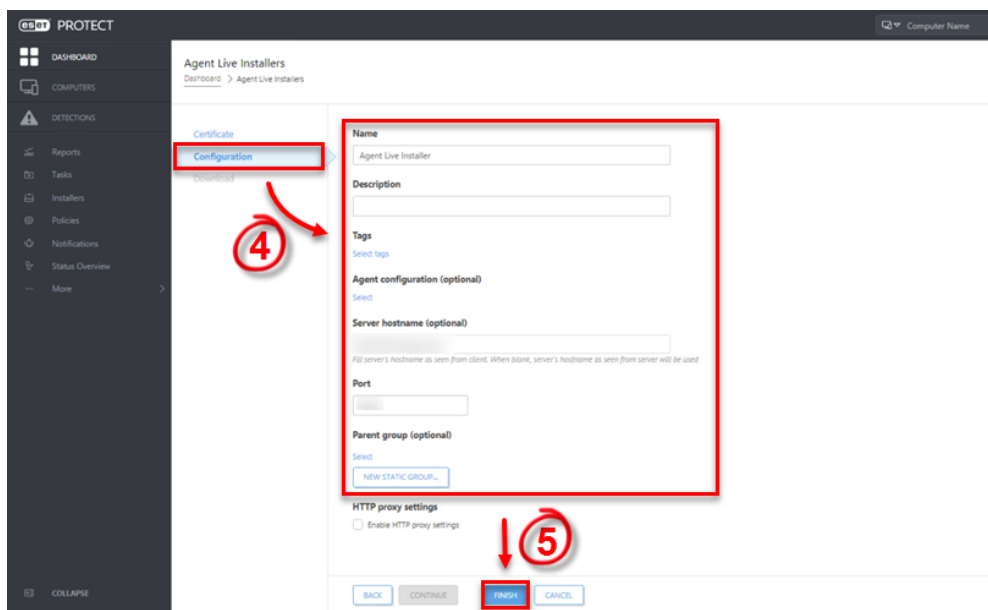 eset PROTECT
Computer Name
DASHBOARD
COMPUTERS
DETECTIONS
Reports
Tasks
Installers
Policies
Notifications
Status Overview
More
COLLAPSE
Agent Live Installers
Dashboard > Agent Live Installers
Certificate
Configuration
Download
4
Name
Agent Live Installer
Description
Tags
Select tags
Agent configuration (optional)
Select
Server hostname (optional)
Fill server's hostname as seen from client. When blank, server's hostname as seen from server will be used
Port
Parent group (optional)
Select
NEW STATIC GROUP...
HTTP proxy settings
Enable HTTP proxy settings
5
BACK CONTINUE FINISH CANCEL